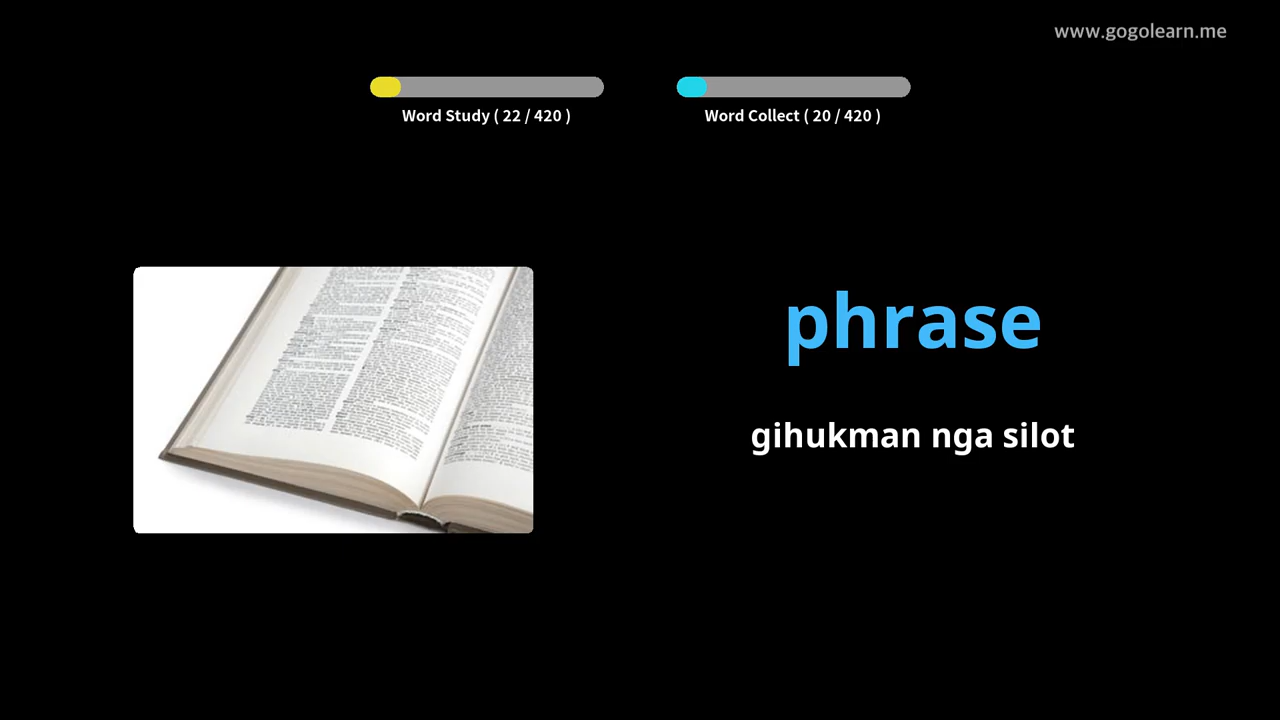 www.gogolearn.me
Word Study ( 22 / 420 )
Word Collect ( 20 / 420 )
phrase
gihukman nga silot